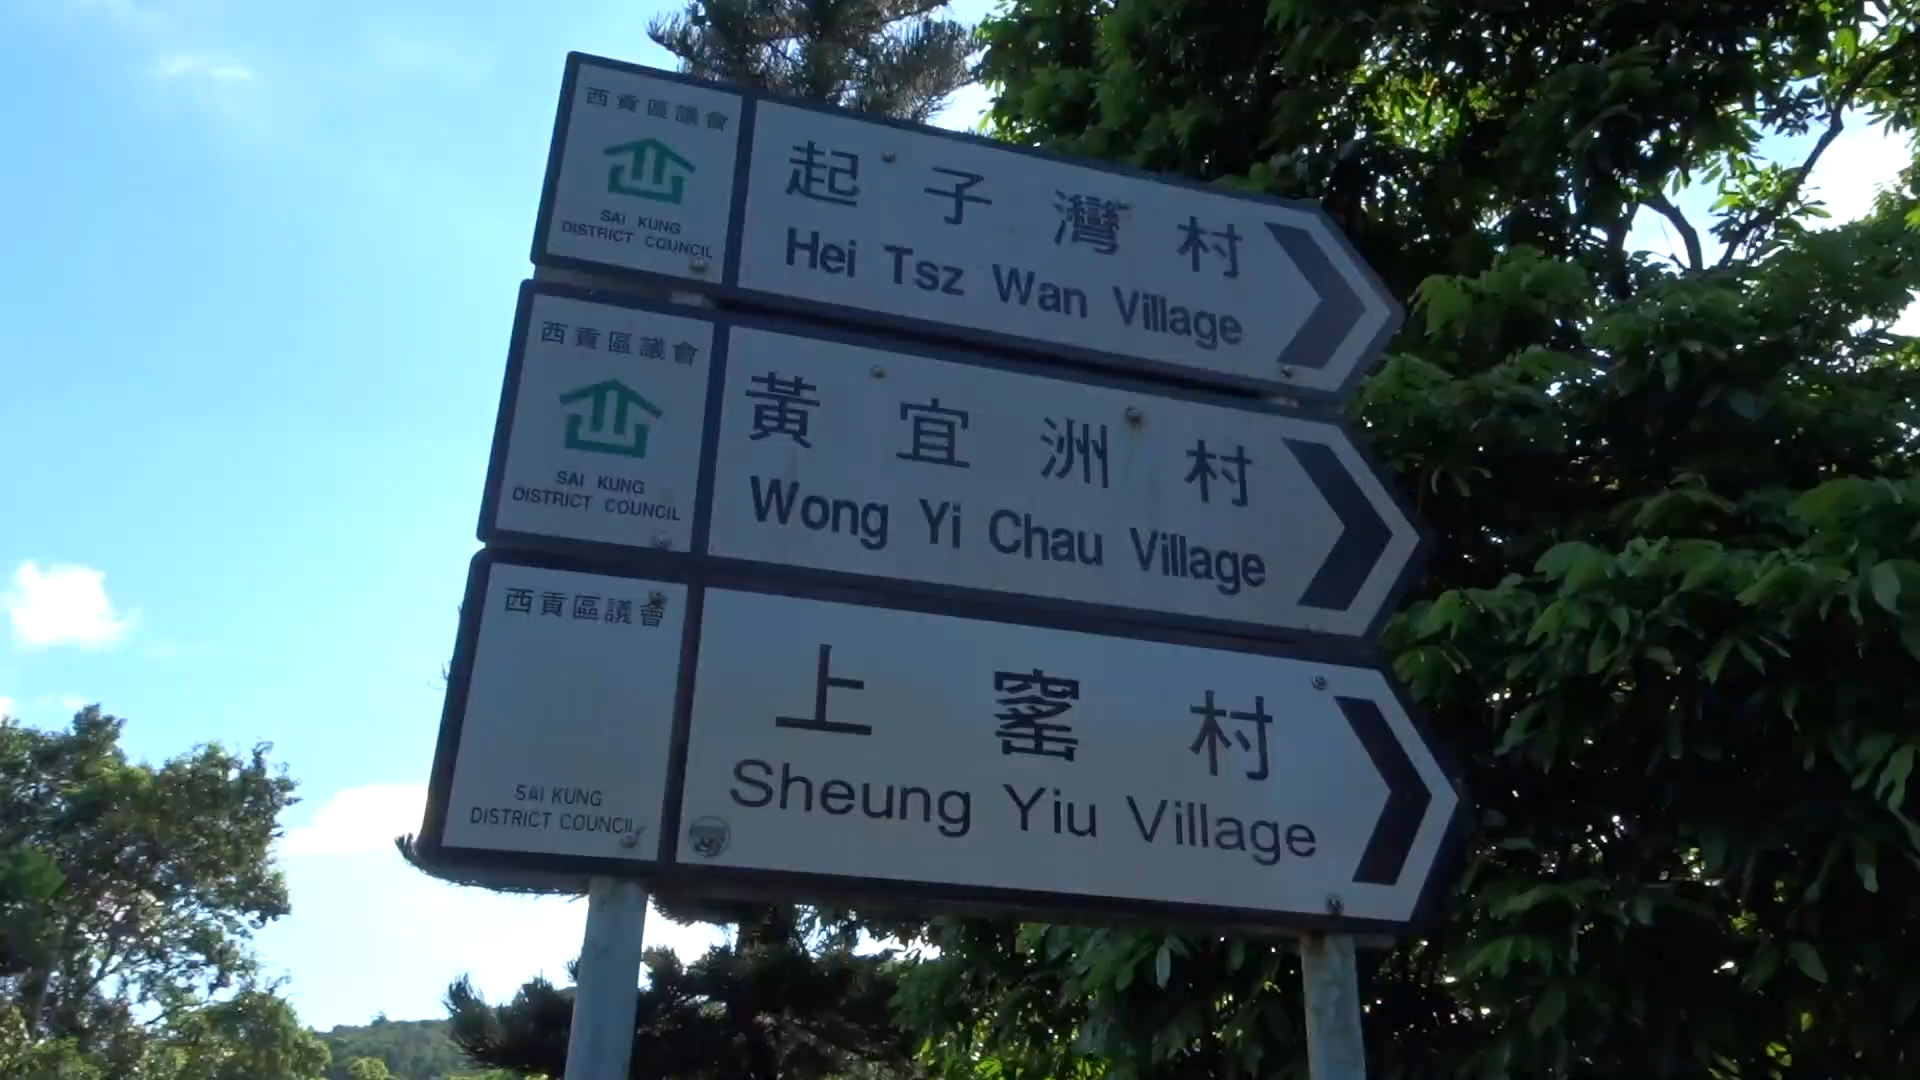 西貢區議會
SAI KUNG
DISTRICT COUNCIL
起子灣村
Hei Tsz Wan Village
西貢區議會
SAI KUNG
DISTRICT COUNCIL
黃宜洲村
Wong Yi Chau Village
西貢區議會
SAI KUNG
DISTRICT COUNCIL
上窰村
Sheung Yiu Village